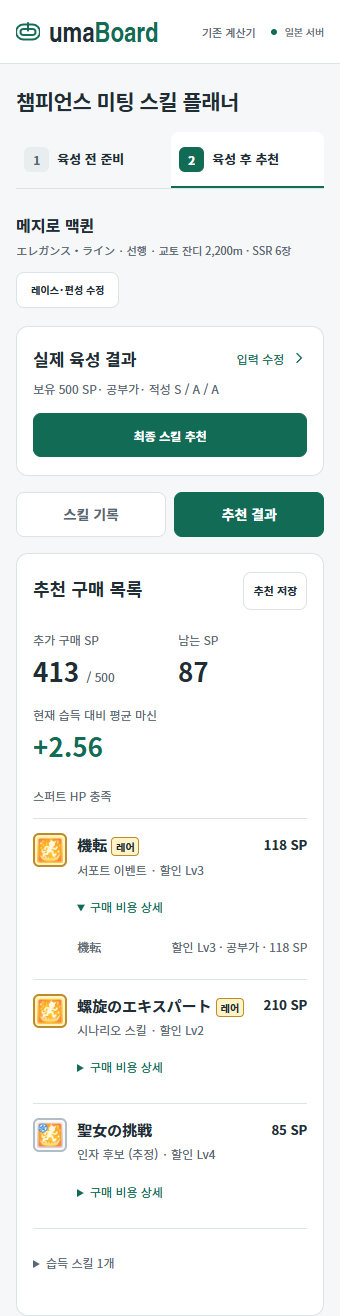 umaBoard
기존 계산기
일본 서버
챔피언스 미팅 스킬 플래너
1 육성 전 준비
2 육성 후 추천
메지로 맥퀸
エレガンス・ライン · 선행 · 교토 잔디 2,200m · SSR 6장
레이스·편성 수정
실제 육성 결과
입력 수정
보유 500 SP · 공부가 · 적성 S / A / A
최종 스킬 추천
스킬 기록
추천 결과
추천 구매 목록
추천 저장
추가 구매 SP
남는 SP
413 / 500
87
현재 습득 대비 평균 마신
+2.56
스퍼트 HP 충족
機転 레어
118 SP
서포트 이벤트 · 할인 Lv3
▼ 구매 비용 상세
機転
할인 Lv3 · 공부가 · 118 SP
螺旋のエキスパート 레어
210 SP
시나리오 스킬 · 할인 Lv2
▶ 구매 비용 상세
聖女の挑戦
85 SP
인자 후보 (추정) · 할인 Lv4
▶ 구매 비용 상세
▶ 습득 스킬 1개